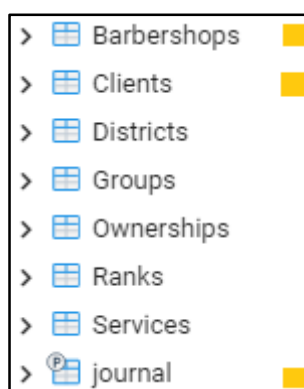 Barbershops
Clients
Districts
Groups
Ownerships
Ranks
Services
P journal